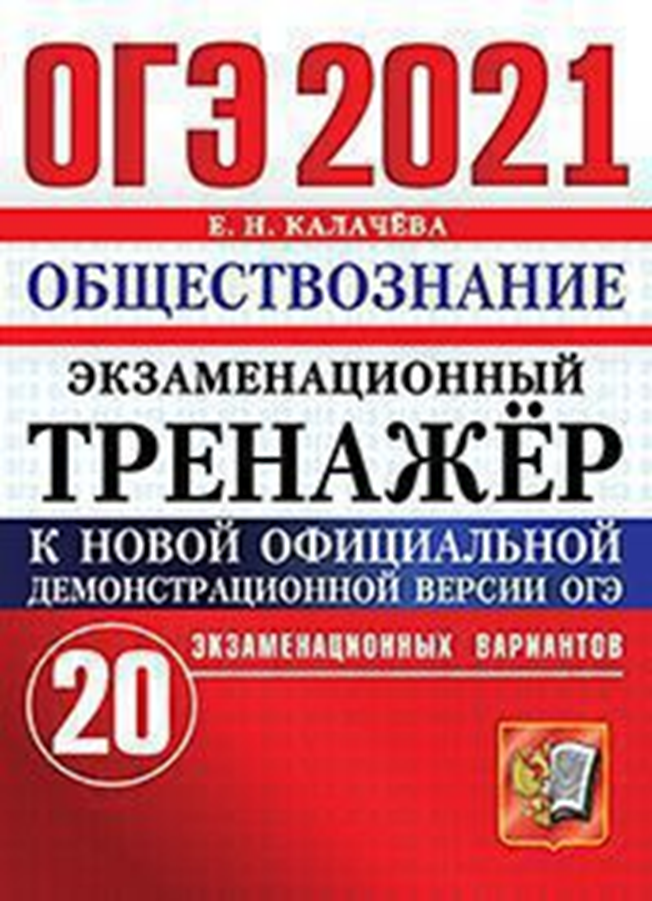 ОГЭ 2021
Е. Н. КАЛАЧЁВА
ОБЩЕСТВОЗНАНИЕ
ЭКЗАМЕНАЦИОННЫЙ
ТРЕНАЖЁР
К НОВОЙ ОФИЦИАЛЬНОЙ
ДЕМОНСТРАЦИОННОЙ ВЕРСИИ ОГЭ
20 ЭКЗАМЕНАЦИОННЫХ ВАРИАНТОВ